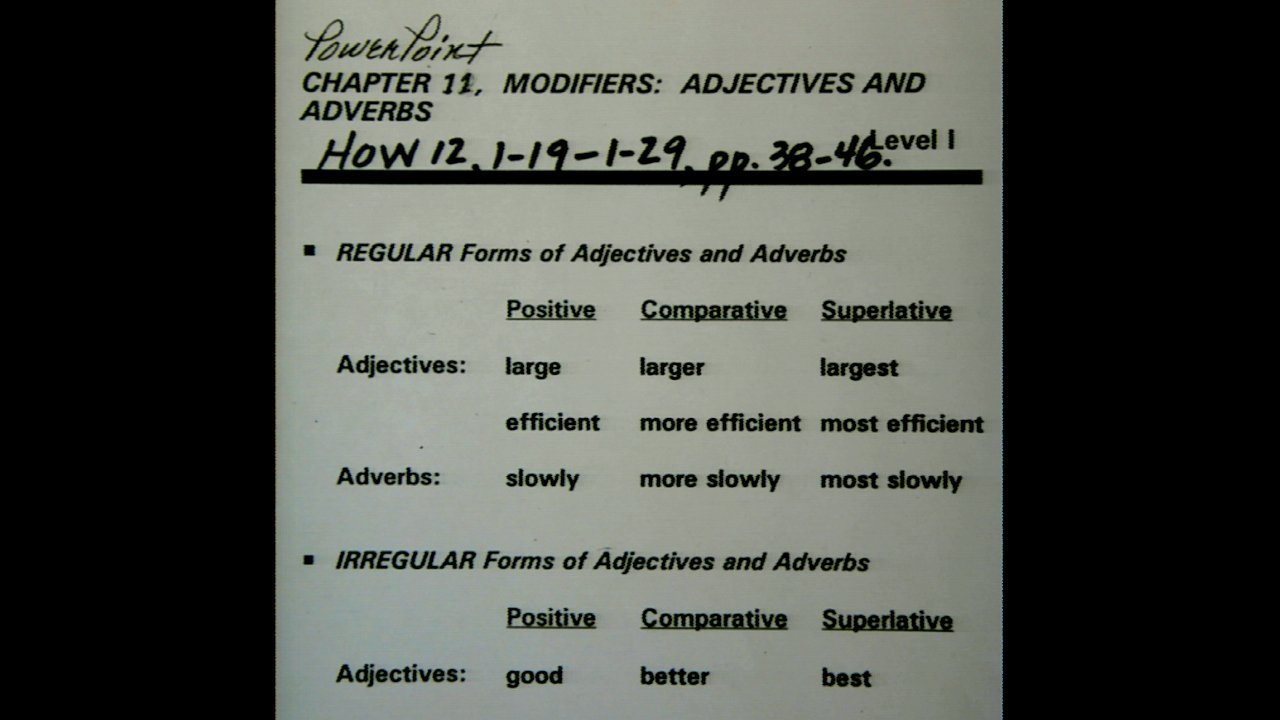 PowerPoint
CHAPTER 11, MODIFIERS: ADJECTIVES AND
ADVERBS
Level I
HOW 12, 1-19-1-29, pp. 38-46.
■ REGULAR Forms of Adjectives and Adverbs
Positive Comparative Superlative
Adjectives: large larger largest
efficient more efficient most efficient
Adverbs: slowly more slowly most slowly
■ IRREGULAR Forms of Adjectives and Adverbs
Positive Comparative Superlative
Adjectives: good better best